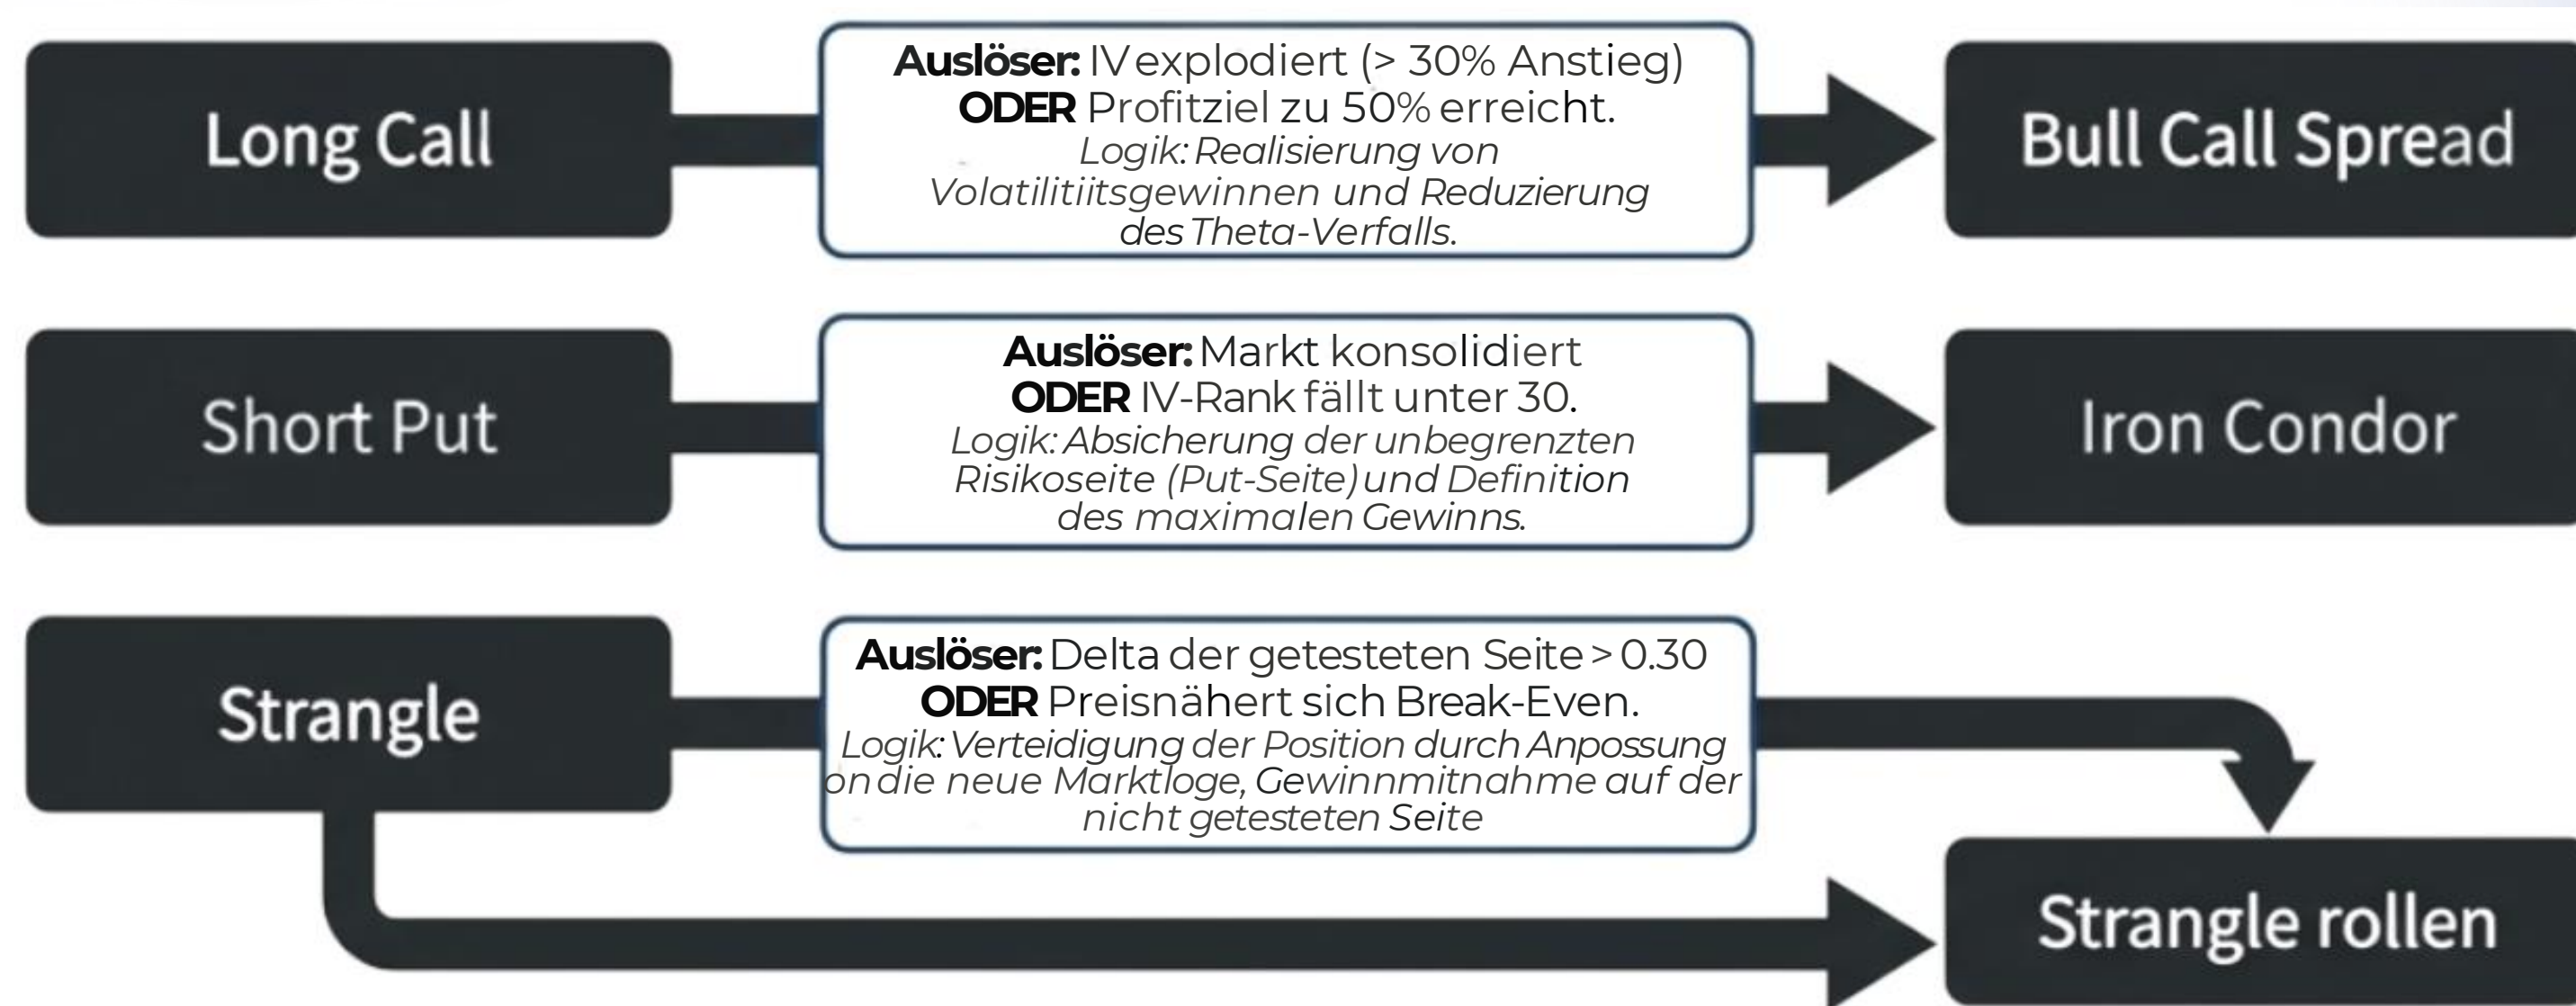 Long Call
Auslöser: IV explodiert (> 30% Anstieg)
ODER Profitziel zu 50% erreicht.
Logik: Realisierung von
Volatilitiitsgewinnen und Reduzierung
des Theta-Verfalls.
Bull Call Spread
Short Put
Auslöser: Markt konsolidiert
ODER IV-Rank fällt unter 30.
Logik: Absicherung der unbegrenzten
Risikoseite (Put-Seite) und Definition
des maximalen Gewinns.
Iron Condor
Strangle
Auslöser: Delta der getesteten Seite > 0.30
ODER Preisnähert sich Break-Even.
Logik: Verteidigung der Position durch Anpossung
on die neue Marktloge, Gewinnmitnahme auf der
nicht getesteten Seite
Strangle rollen